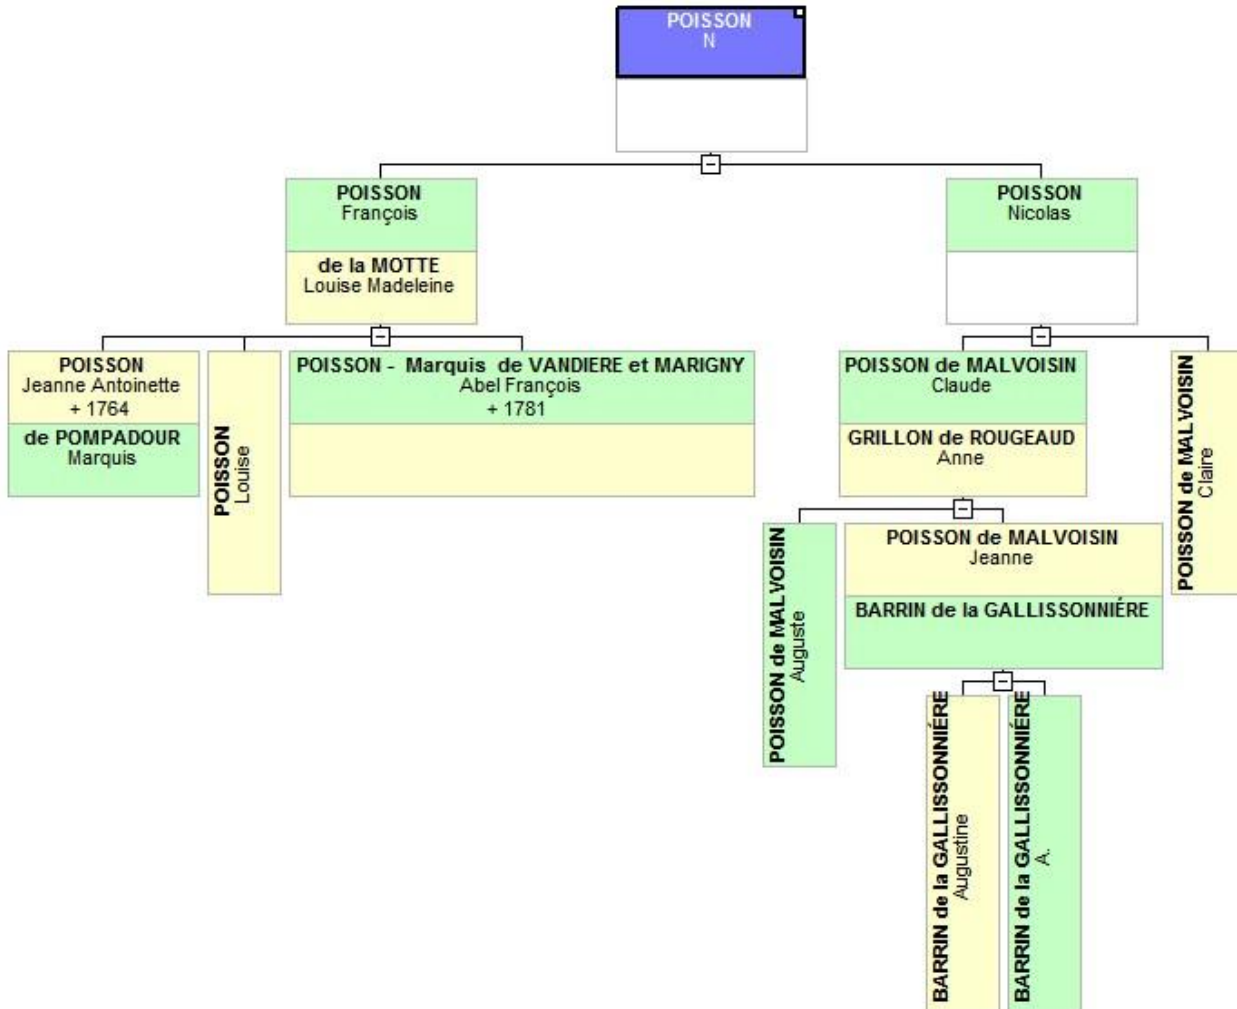 POISSON
N
POISSON
François
de la MOTTE
Louise Madeleine
POISSON
Nicolas
POISSON
Jeanne Antoinette
+ 1764
de POMPADOUR
Marquis
POISSON
Louise
POISSON - Marquis de VANDIERE et MARIGNY
Abel François
+ 1781
POISSON de MALVOISIN
Claude
GRILLON de ROUGEAUD
Anne
POISSON de MALVOISIN
Claire
POISSON de MALVOISIN
Auguste
POISSON de MALVOISIN
Jeanne
BARRIN de la GALLISSONNIÉRE
BARRIN de la GALLISSONNIÉRE
Augustine
BARRIN de la GALLISSONNIÉRE
A.